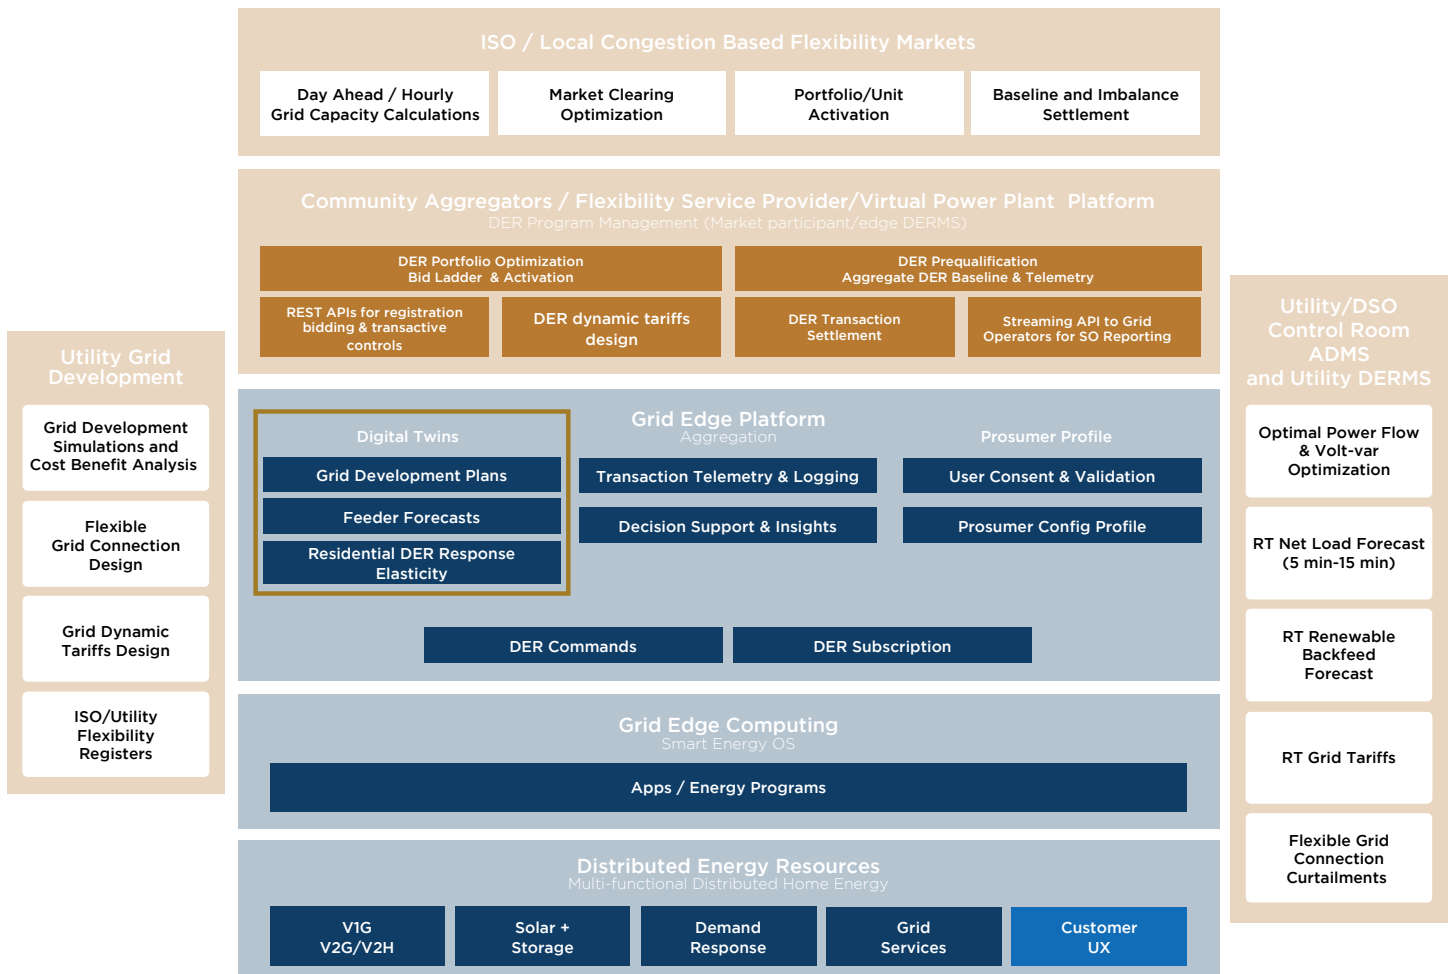 ISO / Local Congestion Based Flexibility Markets
Day Ahead / Hourly
Grid Capacity Calculations
Market Clearing
Optimization
Portfolio/Unit
Activation
Baseline and Imbalance
Settlement
Community Aggregators / Flexibility Service Provider/Virtual Power Plant Platform
DER Program Management (Market participant/edge DERMS)
DER Portfolio Optimization
Bid Ladder & Activation
DER Prequalification
Aggregate DER Baseline & Telemetry
REST APIs for registration
bidding & transactive
controls
DER dynamic tariffs
design
DER Transaction
Settlement
Streaming API to Grid
Operators for SO Reporting
Utility Grid
Development
Grid Development
Simulations and
Cost Benefit Analysis
Flexible
Grid Connection
Design
Grid Dynamic
Tariffs Design
ISO/Utility
Flexibility
Registers
Grid Edge Platform
Digital Twins
Grid Development Plans
Feeder Forecasts
Residential DER Response
Elasticity
Aggregation
Transaction Telemetry & Logging
Decision Support & Insights
Prosumer Profile
User Consent & Validation
Prosumer Config Profile
DER Commands
DER Subscription
Grid Edge Computing
Smart Energy OS
Apps / Energy Programs
Distributed Energy Resources
Multi-functional Distributed Home Energy
V1G
V2G/V2H
Solar +
Storage
Demand
Response
Grid
Services
Customer
UX
Utility/DSO
Control Room
ADMS
and Utility DERMS
Optimal Power Flow
& Volt-var
Optimization
RT Net Load Forecast
(5 min-15 min)
RT Renewable
Backfeed
Forecast
RT Grid Tariffs
Flexible Grid
Connection
Curtailments